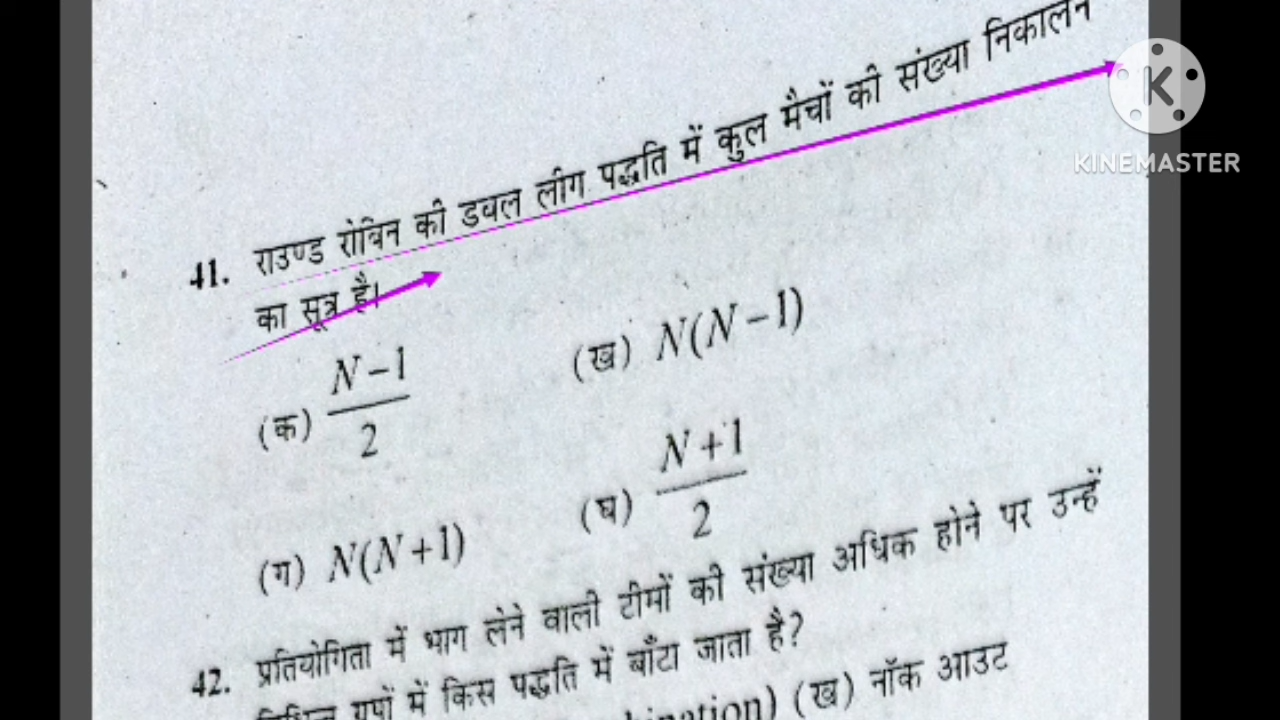 41. राउण्ड रोबिन की डबल लीग पद्धति में कुल मैचों की संख्या निकालने
का सूत्र है।
(क) N-1/2 (ख) N(N-1)
(ग) N(N+1) (घ) N+1/2
42. प्रतियोगिता में भाग लेने वाली टीमों की संख्या अधिक होने पर उन्हें
ग्रुपों में किस पद्धति में बाँटा जाता है?
(ख) नॉक आउट
K
KINEMASTER